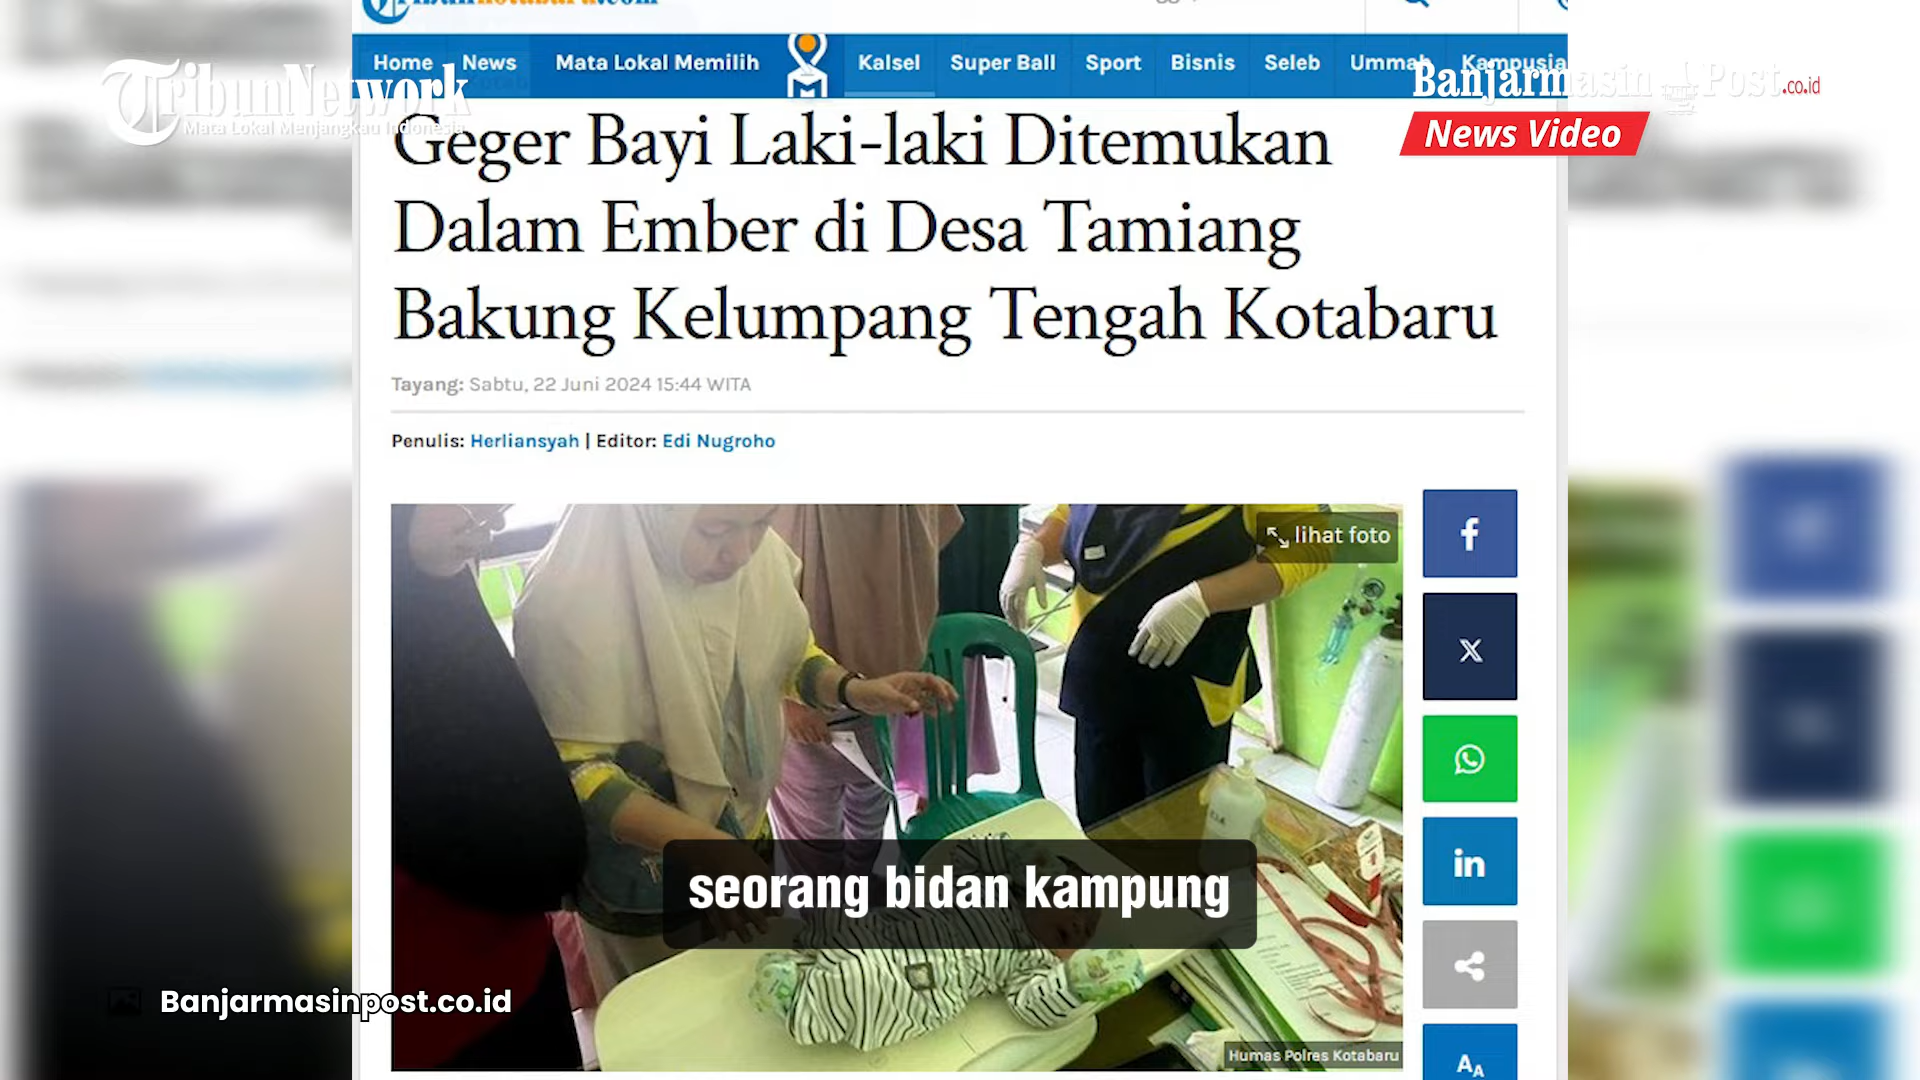 Home News Mata Lokal Memilih Kalsel Super Ball Sport Bisnis Seleb Ummah Kampusia
TribunNetwork
Mata Lokal Menjangkau Indonesia
Banjarmasin Post.co.id
News Video
Geger Bayi Laki-laki Ditemukan
Dalam Ember di Desa Tamiang
Bakung Kelumpang Tengah Kotabaru
Tayang: Sabtu, 22 Juni 2024 15:44 WITA
Penulis: Herliansyah | Editor: Edi Nugroho
lihat foto
seorang bidan kampung
Banjarmasinpost.co.id
Humas Polres Kotabaru
AA